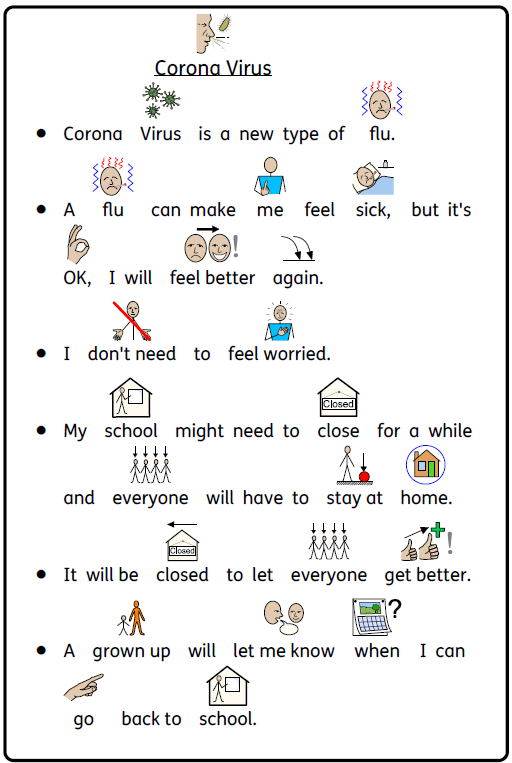 Corona Virus
• Corona Virus is a new type of flu.
• A flu can make me feel sick, but it's
OK, I will feel better again.
• I don't need to feel worried.
Closed
• My school might need to close for a while
and everyone will have to stay at home.
Closed
• It will be closed to let everyone get better.
?
• A grown up will let me know when I can
go back to school.